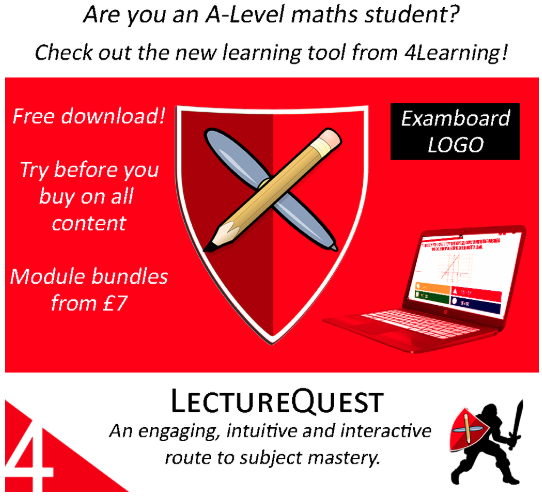 Are you an A-Level maths student?
Check out the new learning tool from 4Learning!
Free download!
Try before you
buy on all
content
Module bundles
from £7
Examboard
LOGO
LECTUREQUEST
An engaging, intuitive and interactive
route to subject mastery.
4